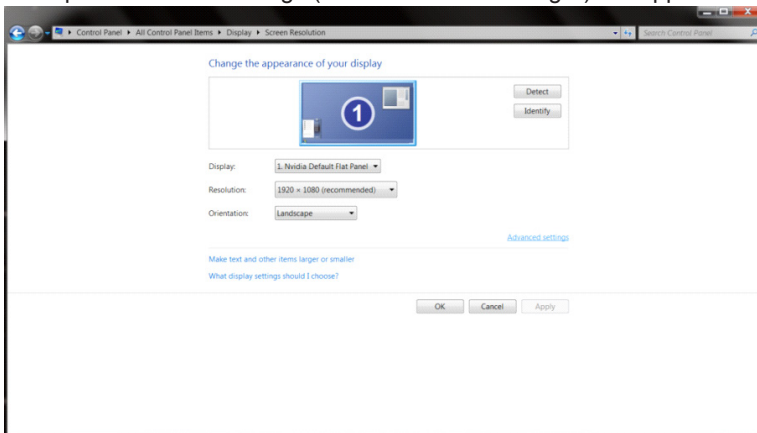 Control Panel ▸ All Control Panel Items ▸ Display ▸ Screen Resolution
Search Control Panel
Change the appearance of your display
1
Detect
Identify
Display: 1. Nvidia Default Flat Panel
Resolution: 1920 × 1080 (recommended)
Orientation: Landscape
Advanced settings
Make text and other items larger or smaller
What display settings should I choose?
OK Cancel Apply